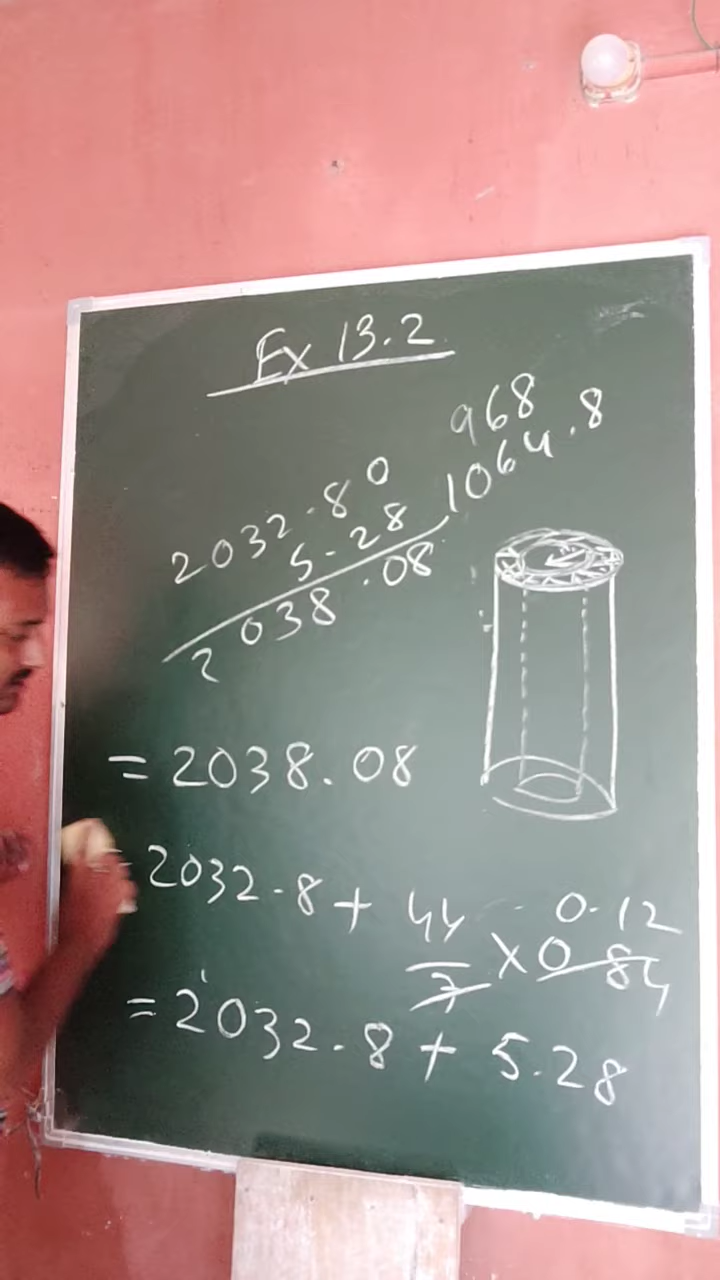 Ex 13.2
968
1064.8
2032.80
5.28
2038.08
= 2038.08
= 2032.8 + 44/7 × 0.84 0.12
= 2032.8 + 5.28